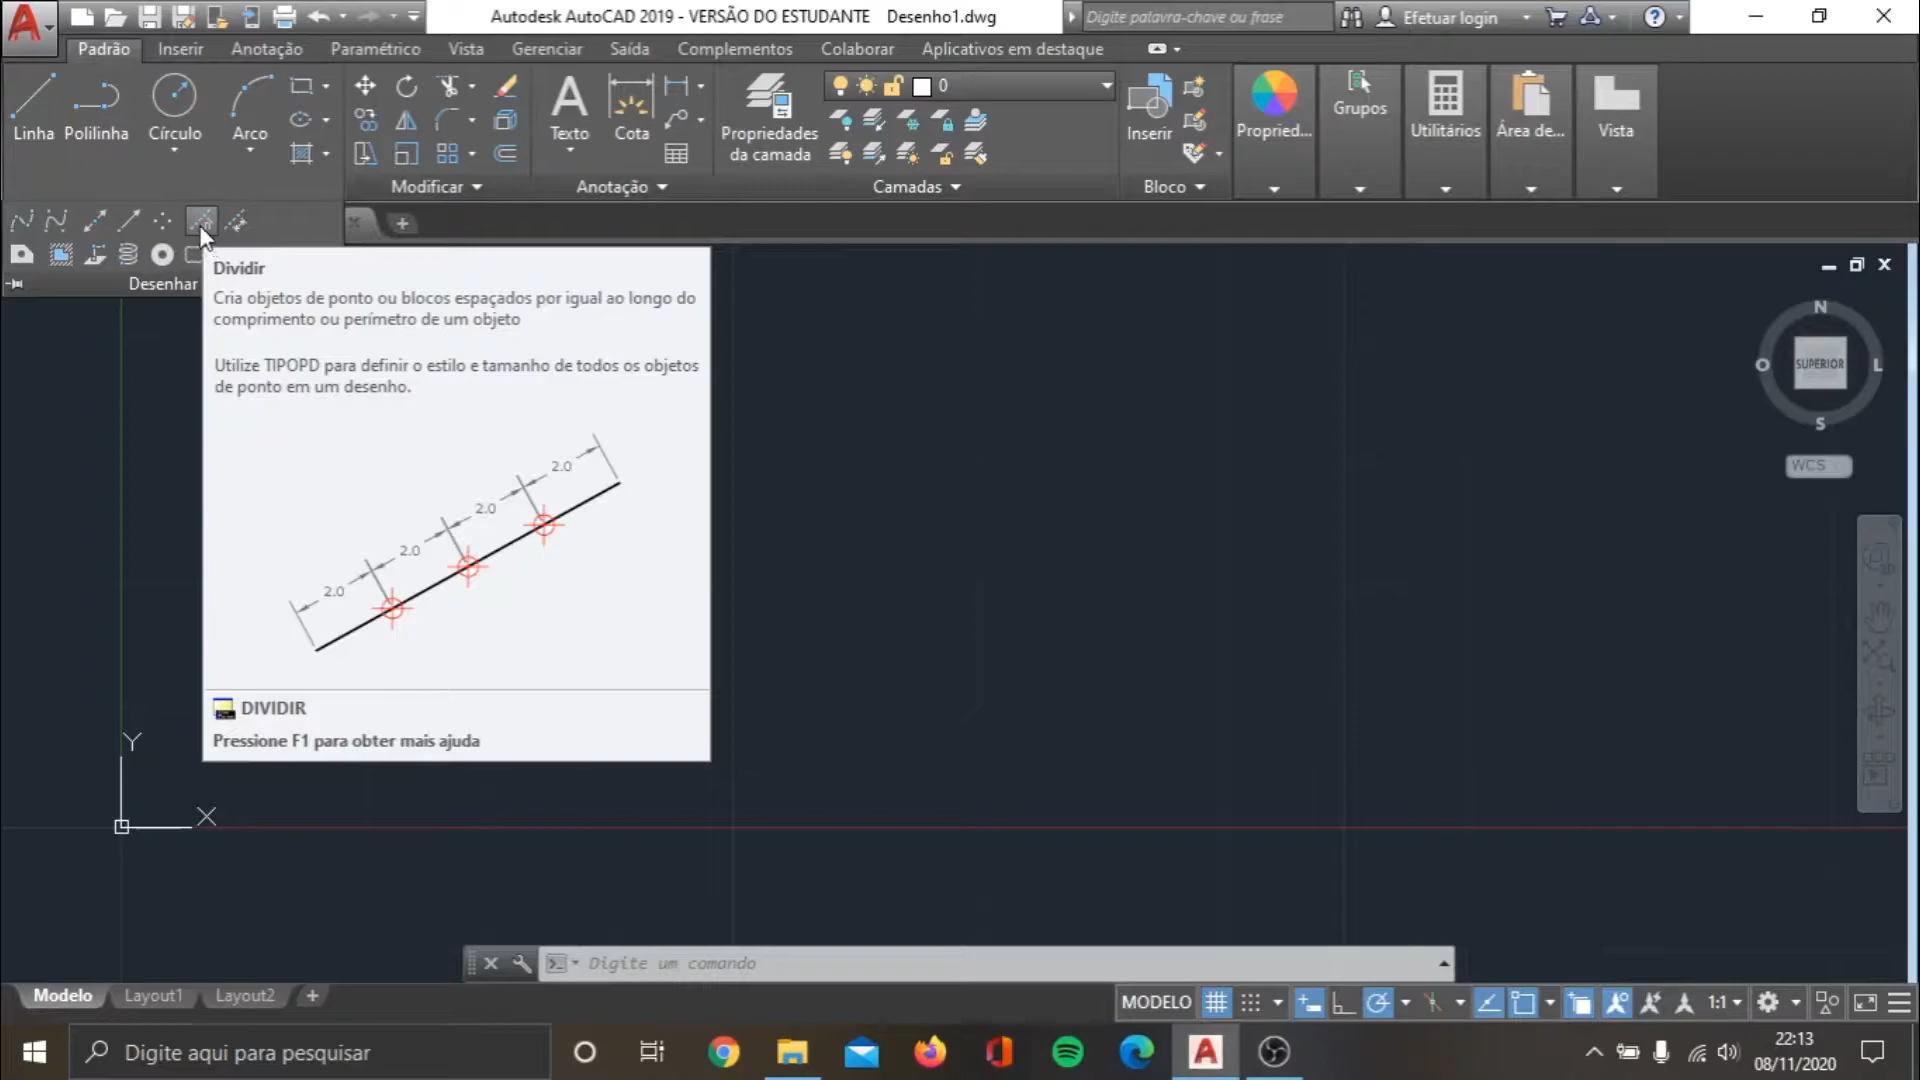 Autodesk AutoCAD 2019 - VERSÃO DO ESTUDANTE Desenho1.dwg
Digite palavra-chave ou frase
Efetuar login
Padrão Inserir Anotação Paramétrico Vista Gerenciar Saída Complementos Colaborar Aplicativos em destaque
Linha Polilinha Círculo Arco
Texto Cota
Propriedades
da camada
0
Inserir
Propried...
Grupos
Utilitários
Área de...
Vista
Modificar Anotação Camadas Bloco
Desenhar
Dividir
Cria objetos de ponto ou blocos espaçados por igual ao longo do
comprimento ou perímetro de um objeto
Utilize TIPOPD para definir o estilo e tamanho de todos os objetos
de ponto em um desenho.
2.0
2.0
2.0
2.0
DIVIDIR
Pressione F1 para obter mais ajuda
N
O SUPERIOR L
S
WCS
Y
X
Digite um comando
Modelo Layout1 Layout2
MODELO 1:1
Digite aqui para pesquisar
22:13
08/11/2020